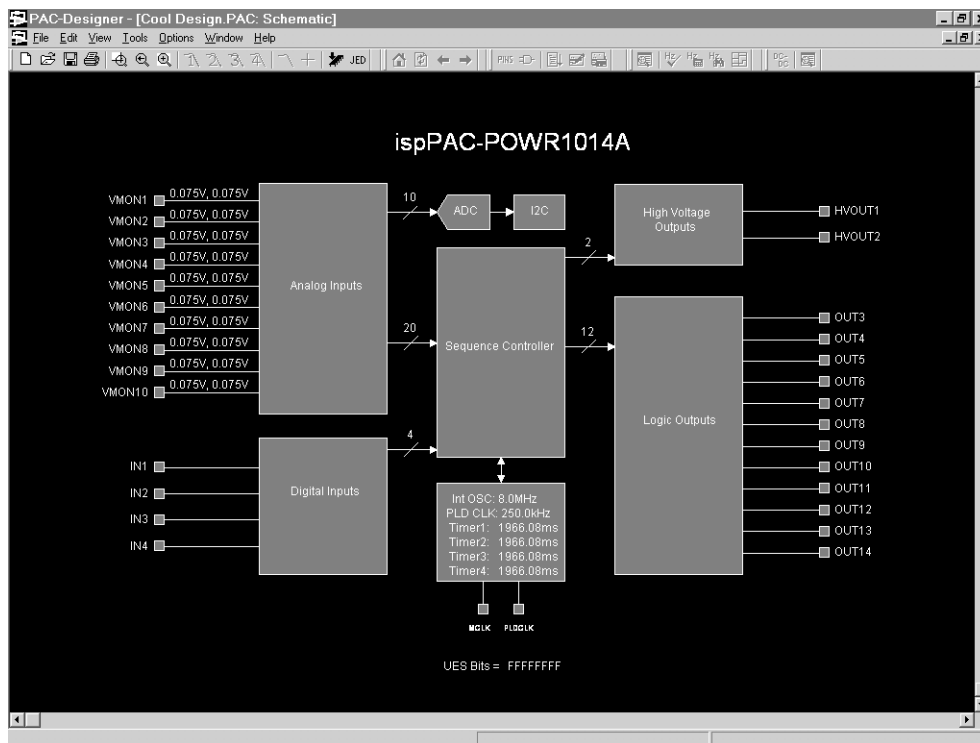 PAC-Designer - [Cool Design.PAC: Schematic]
File Edit View Tools Options Window Help
JED PINS Hz Hz Hz DC-DC
ispPAC-POWR1014A
VMON1 0.075V, 0.075V
VMON2 0.075V, 0.075V
VMON3 0.075V, 0.075V
VMON4 0.075V, 0.075V
VMON5 0.075V, 0.075V
VMON6 0.075V, 0.075V
VMON7 0.075V, 0.075V
VMON8 0.075V, 0.075V
VMON9 0.075V, 0.075V
VMON10 0.075V, 0.075V
Analog Inputs
10
ADC
I2C
20
High Voltage
Outputs
2
HVOUT1
HVOUT2
Sequence Controller
12
Logic Outputs
OUT3
OUT4
OUT5
OUT6
OUT7
OUT8
OUT9
OUT10
OUT11
OUT12
OUT13
OUT14
IN1
IN2
IN3
IN4
Digital Inputs
4
Int OSC: 8.0MHz
PLD CLK: 250.0kHz
Timer1: 1966.08ms
Timer2: 1966.08ms
Timer3: 1966.08ms
Timer4: 1966.08ms
MCLK PLDCLK
UES Bits = FFFFFFFF